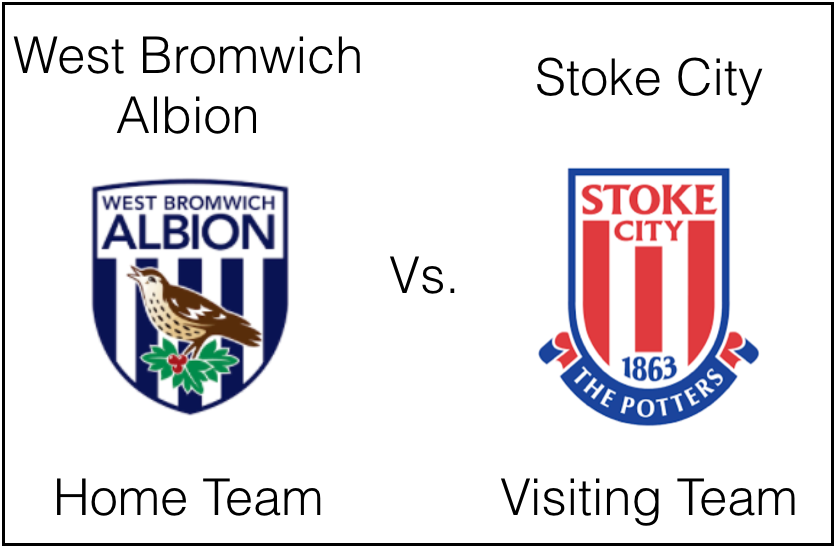 West Bromwich
Albion
Stoke City
WEST BROMWICH
ALBION
Vs.
STOKE
CITY
1863
THE POTTERS
Home Team
Visiting Team